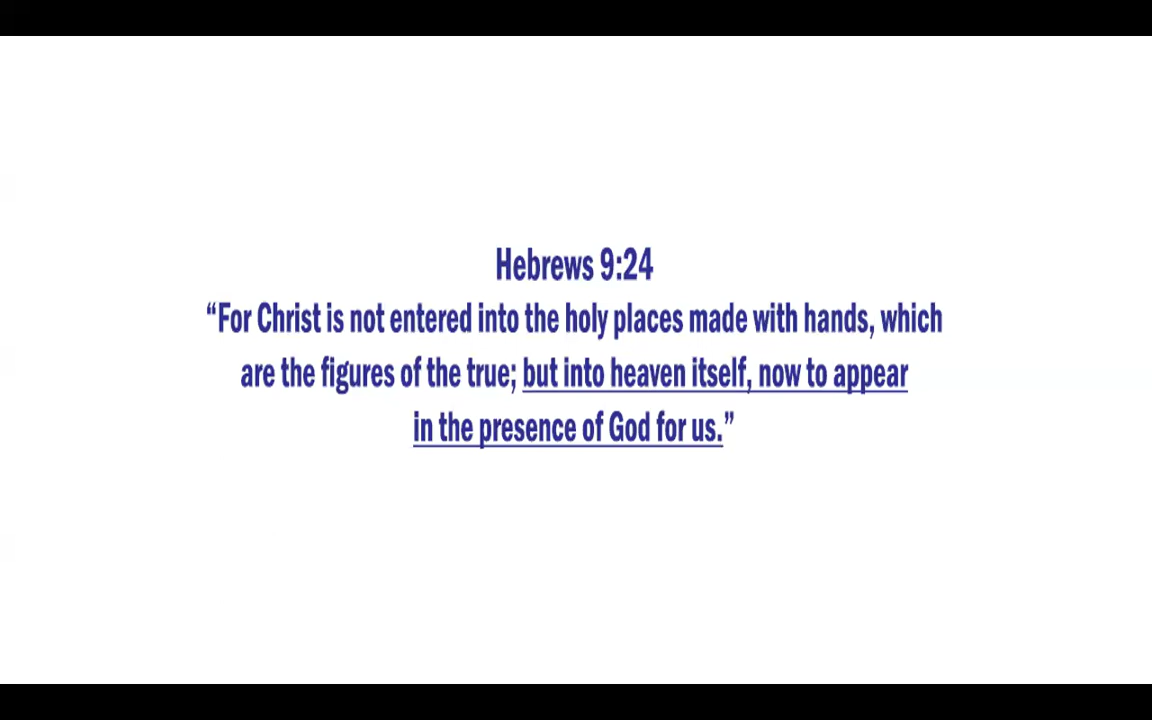 Hebrews 9:24
“For Christ is not entered into the holy places made with hands, which
are the figures of the true; but into heaven itself, now to appear
in the presence of God for us.”